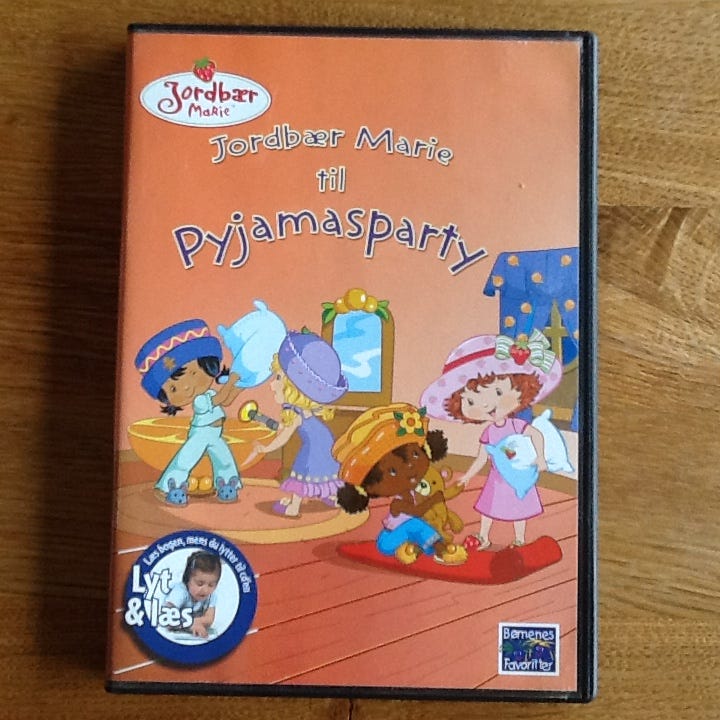 Jordbær
Marie
Jordbær Marie
til
Pyjamasparty
Læs bogen, mens du lytter til cd'en
Lyt
& læs
Børnenes
Favoritter